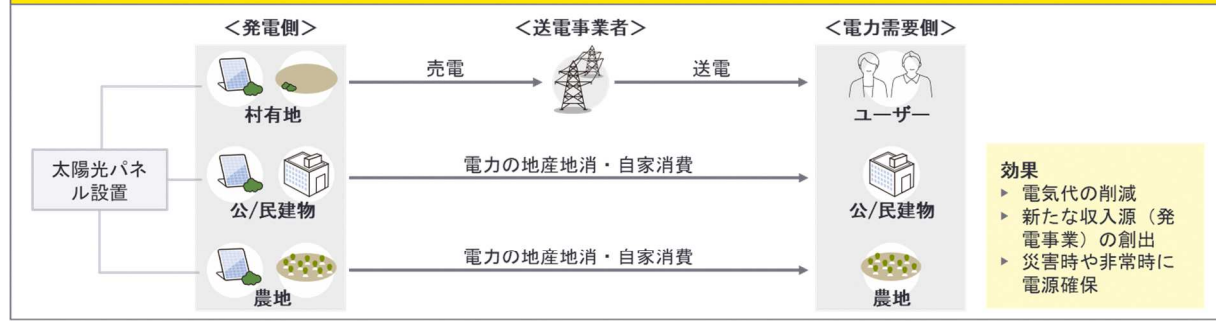 ＜発電側＞
＜送電事業者＞
＜電力需要側＞
売電
送電
村有地
ユーザー
太陽光パネ
ル設置
電力の地産地消・自家消費
公/民建物
公/民建物
電力の地産地消・自家消費
農地
農地
効果
▸ 電気代の削減
▸ 新たな収入源（発
電事業）の創出
▸ 災害時や非常時に
電源確保